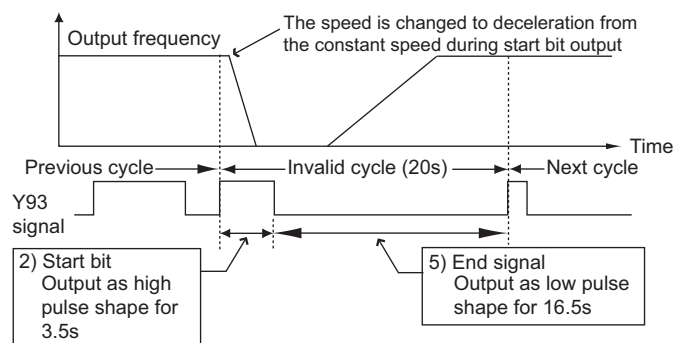 Output frequency
The speed is changed to deceleration from
the constant speed during start bit output
Time
Previous cycle
Invalid cycle (20s)
Next cycle
Y93
signal
2) Start bit
Output as high
pulse shape for
3.5s
5) End signal
Output as low pulse
shape for 16.5s